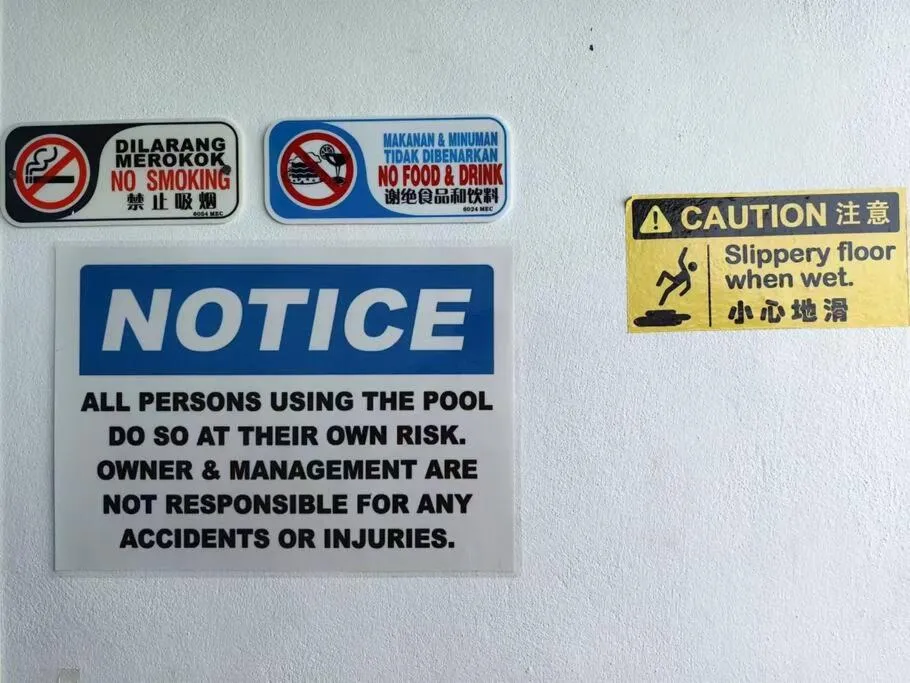 DILARANG
MEROKOK
NO SMOKING
禁止吸烟
6054 MEC
MAKANAN & MINUMAN
TIDAK DIBENARKAN
NO FOOD & DRINK
谢绝食品和饮料
6024 MEC
CAUTION 注意
Slippery floor
when wet.
小心地滑
NOTICE
ALL PERSONS USING THE POOL
DO SO AT THEIR OWN RISK.
OWNER & MANAGEMENT ARE
NOT RESPONSIBLE FOR ANY
ACCIDENTS OR INJURIES.